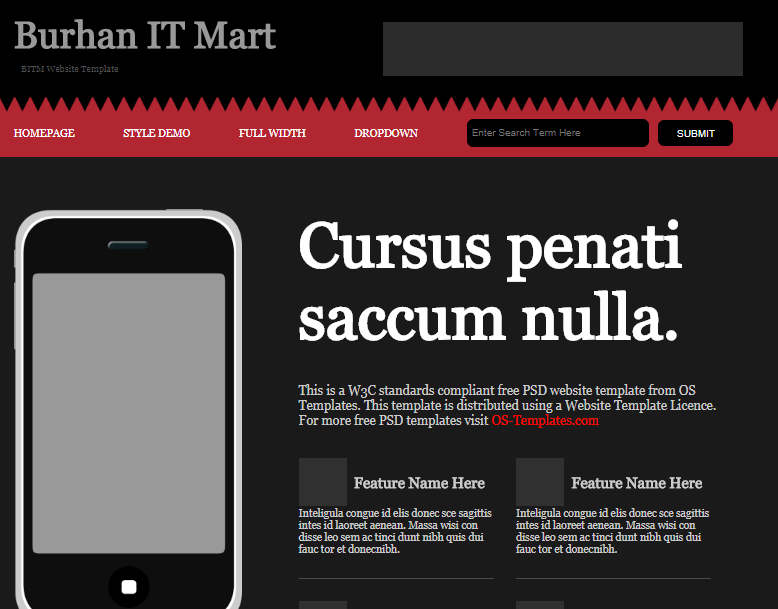 Burhan IT Mart
BITM Website Template
HOMEPAGE STYLE DEMO FULL WIDTH DROPDOWN Enter Search Term Here SUBMIT
Cursus penati
saccum nulla.
This is a W3C standards compliant free PSD website template from OS
Templates. This template is distributed using a Website Template Licence.
For more free PSD templates visit OS-Templates.com
Feature Name Here
Inteligula congue id elis donec sce sagittis
intes id laoreet aenean. Massa wisi con
disse leo sem ac tinci dunt nibh quis dui
fauc tor et donecnibh.
Feature Name Here
Inteligula congue id elis donec sce sagittis
intes id laoreet aenean. Massa wisi con
disse leo sem ac tinci dunt nibh quis dui
fauc tor et donecnibh.